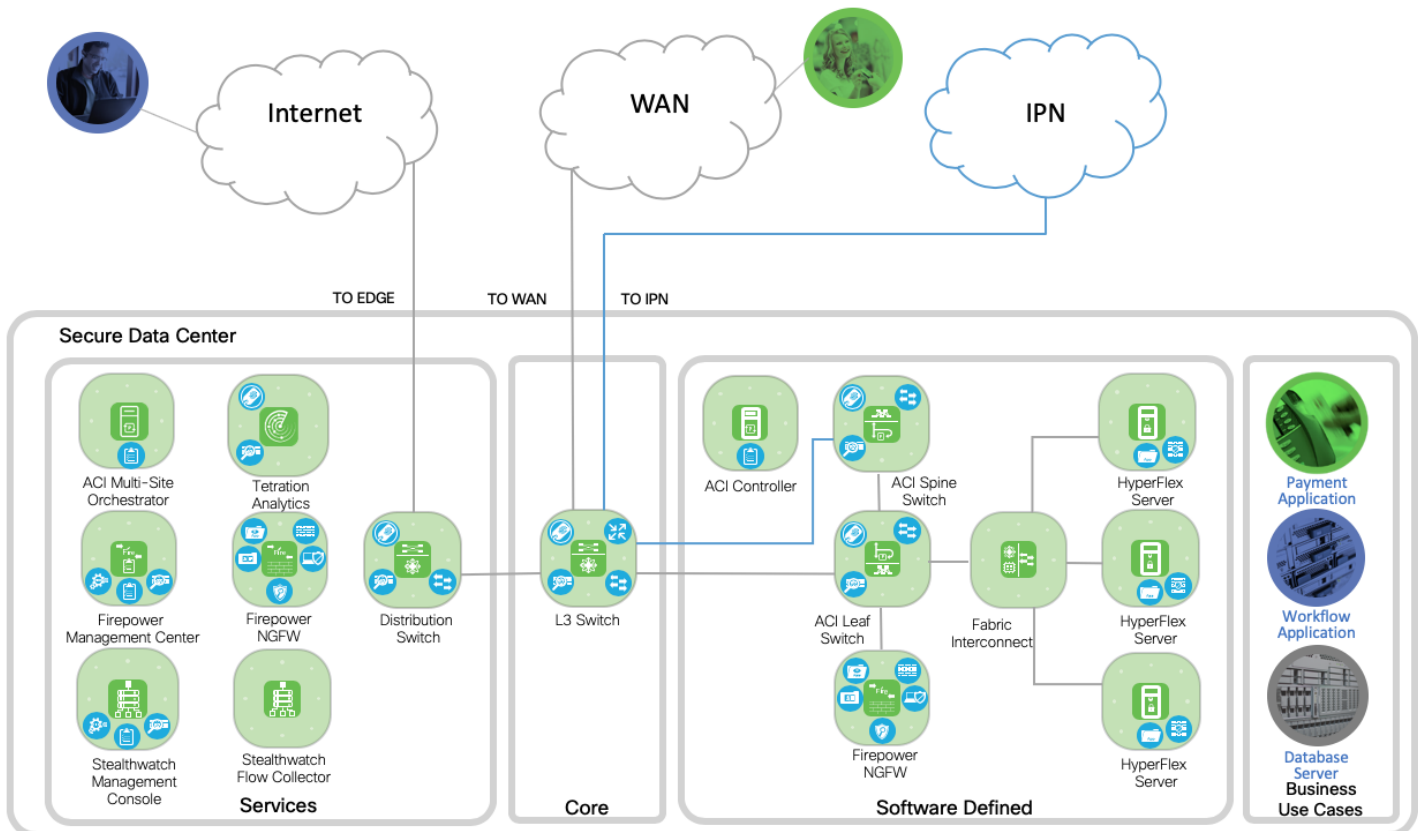 Internet
WAN
IPN
TO EDGE
TO WAN
TO IPN
Secure Data Center
ACI Multi-Site
Orchestrator
Tetration
Analytics
Firepower
Management Center
Firepower
NGFW
Distribution
Switch
Stealthwatch
Management
Console
Stealthwatch
Flow Collector
Services
L3 Switch
Core
ACI Controller
ACI Spine
Switch
HyperFlex
Server
ACI Leaf
Switch
Fabric
Interconnect
HyperFlex
Server
Firepower
NGFW
HyperFlex
Server
Software Defined
Payment
Application
Workflow
Application
Database
Server
Business
Use Cases